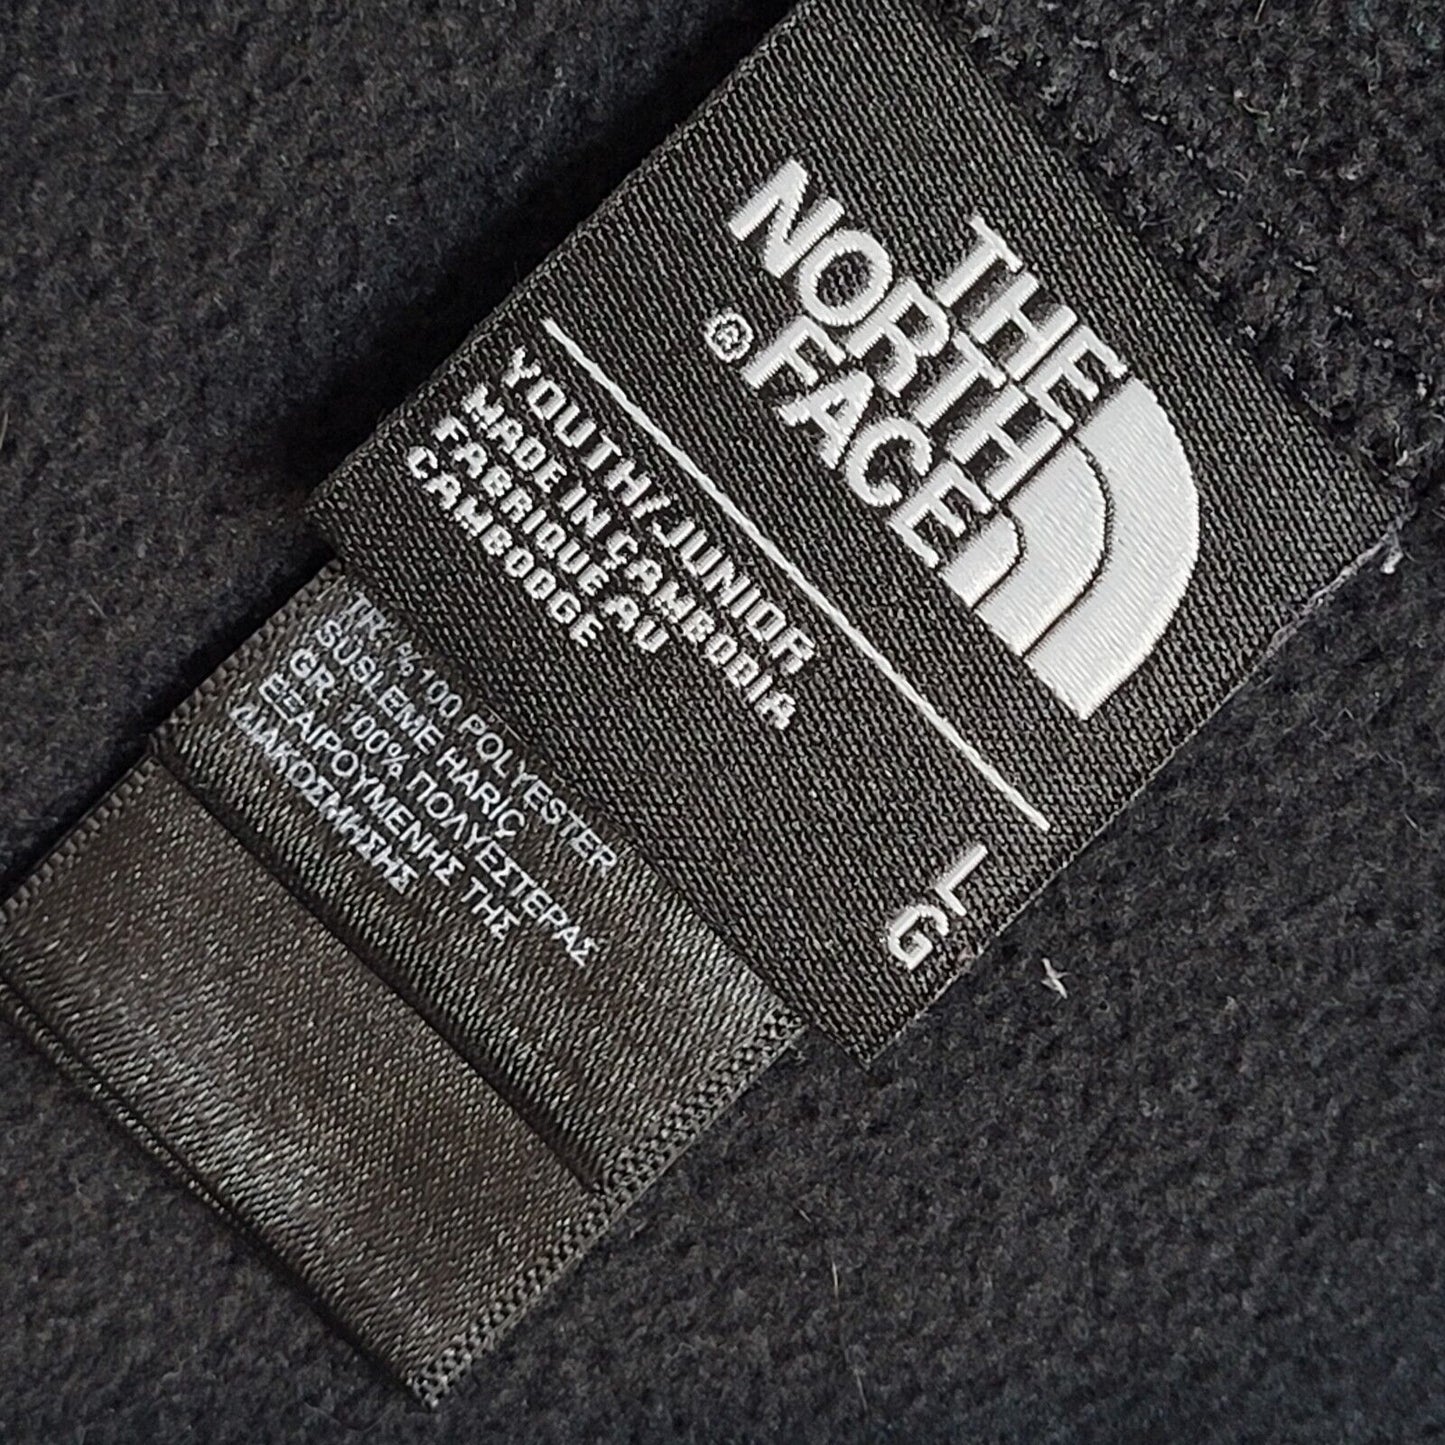 THE
NORTH
FACE
®
YOUTH/JUNIOR
MADE IN CAMBODIA
FABRIQUE AU
CAMBODGE
L
G
TR: %100 POLYESTER
SUSLEME HARIÇ
GR: 100% ΠΟΛΥΕΣΤΕΡΑΣ
ΕΞΑΙΡΟΥΜΕΝΗΣ ΤΗΣ
ΔΙΑΚΟΣΜΗΣΗΣ